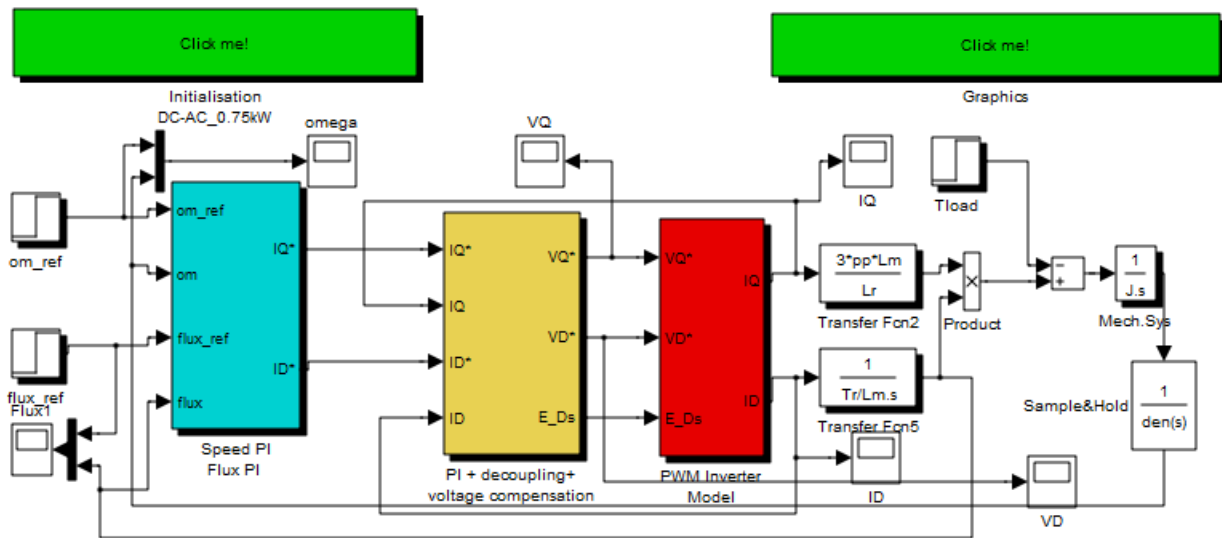 Click me!
Click me!
Initialisation
DC-AC_0.75kW
Graphics
omega
VQ
IQ
Tload
om_ref
om_ref
om
flux_ref
flux
IQ*
ID*
Speed PI
Flux PI
flux_ref
Flux1
IQ*
IQ
ID*
ID
VQ*
VD*
E_Ds
PI + decoupling+
voltage compensation
VQ*
VD*
E_Ds
IQ
ID
PWM Inverter
Model
3*pp*Lm
Lr
Transfer Fcn2
1
Tr/Lm.s
Transfer Fcn5
×
Product
−
+
1
J.s
Mech.Sys
Sample&Hold
1
den(s)
ID
VD